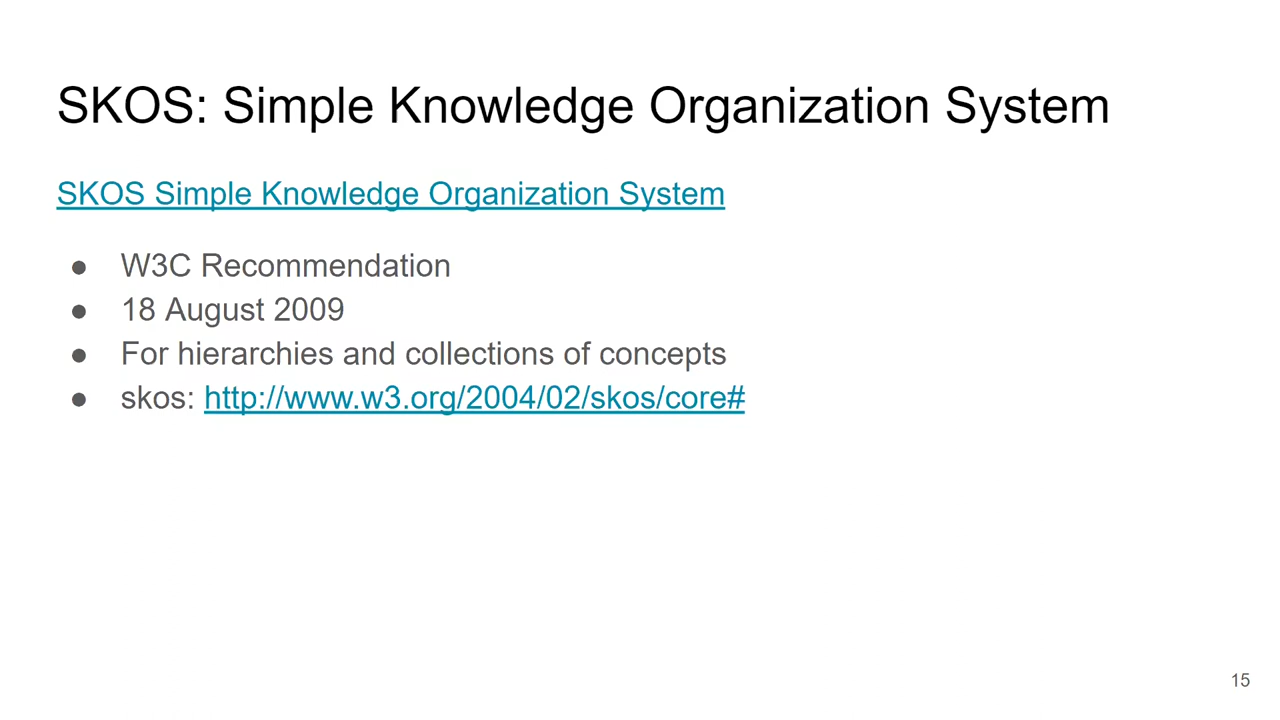 SKOS: Simple Knowledge Organization System
SKOS Simple Knowledge Organization System
● W3C Recommendation
● 18 August 2009
● For hierarchies and collections of concepts
● skos: http://www.w3.org/2004/02/skos/core#
15